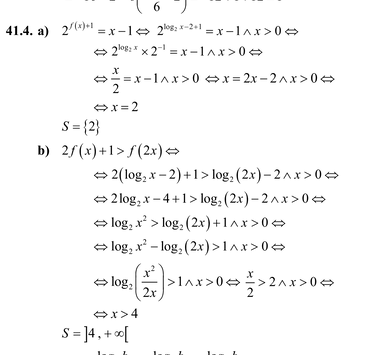 6
41.4. a) 2^{f(x)+1} = x−1 ⇔ 2^{log₂ x−2+1} = x−1 ∧ x > 0 ⇔
⇔ 2^{log₂ x} × 2^{−1} = x−1 ∧ x > 0 ⇔
⇔ x/2 = x−1 ∧ x > 0 ⇔ x = 2x−2 ∧ x > 0 ⇔
⇔ x = 2
S = {2}
b) 2f(x)+1 > f(2x) ⇔
⇔ 2(log₂ x−2)+1 > log₂(2x)−2 ∧ x > 0 ⇔
⇔ 2log₂ x−4+1 > log₂(2x)−2 ∧ x > 0 ⇔
⇔ log₂ x² > log₂(2x)+1 ∧ x > 0 ⇔
⇔ log₂ x² − log₂(2x) > 1 ∧ x > 0 ⇔
⇔ log₂(x²/2x) > 1 ∧ x > 0 ⇔ x/2 > 2 ∧ x > 0 ⇔
⇔ x > 4
S = ]4 , +∞[